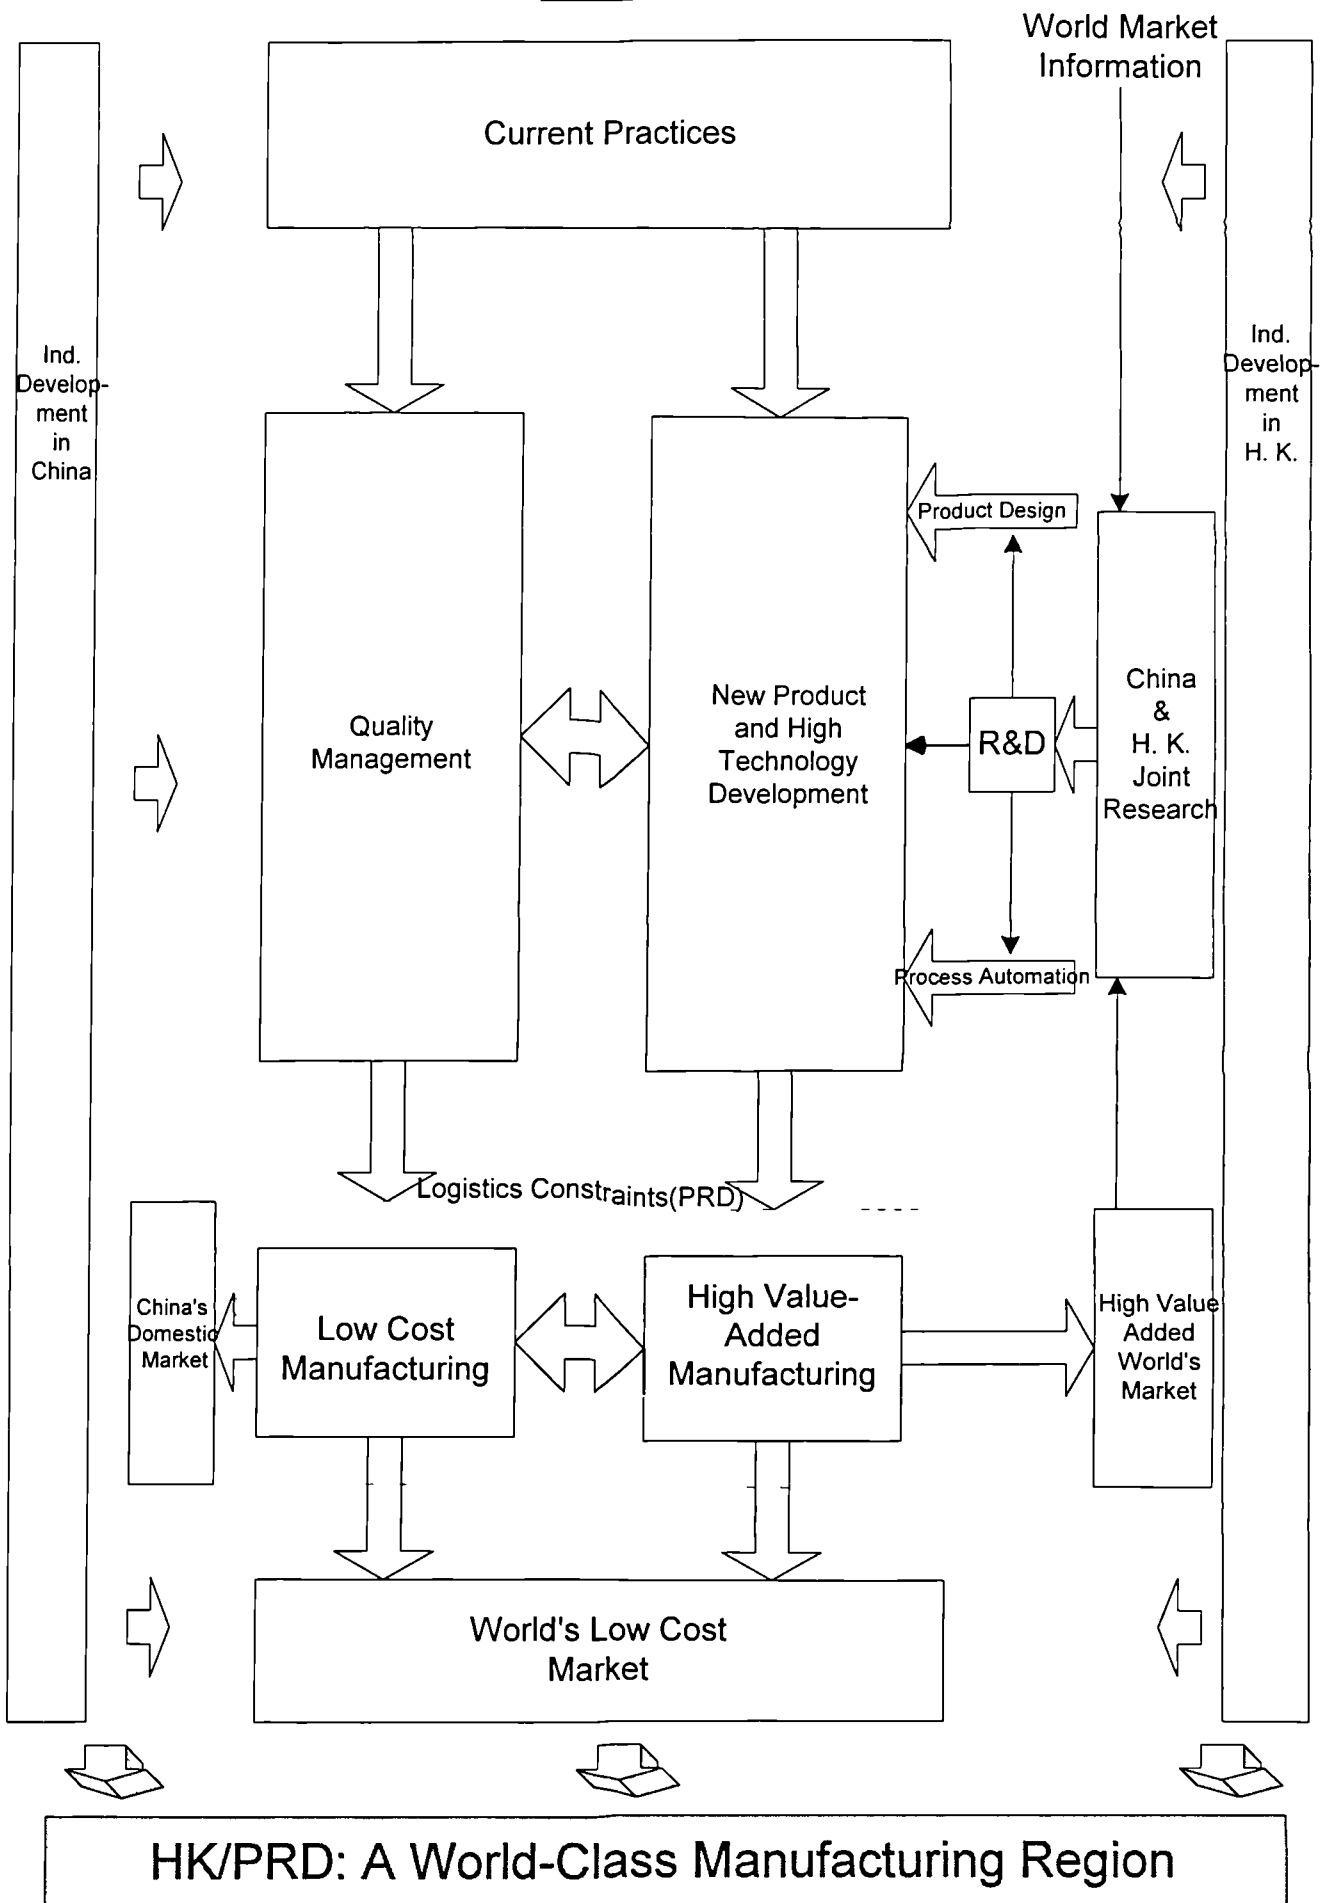 World Market
Information
Current Practices
Ind.
Develop-
ment
in
China
Ind.
Develop-
ment
in
H. K.
Product Design
Quality
Management
New Product
and High
Technology
Development
R&D
China
&
H. K.
Joint
Research
Process Automation
Logistics Constraints(PRD)
China's
Domestic
Market
Low Cost
Manufacturing
High Value-
Added
Manufacturing
High Value
Added
World's
Market
World's Low Cost
Market
HK/PRD: A World-Class Manufacturing Region